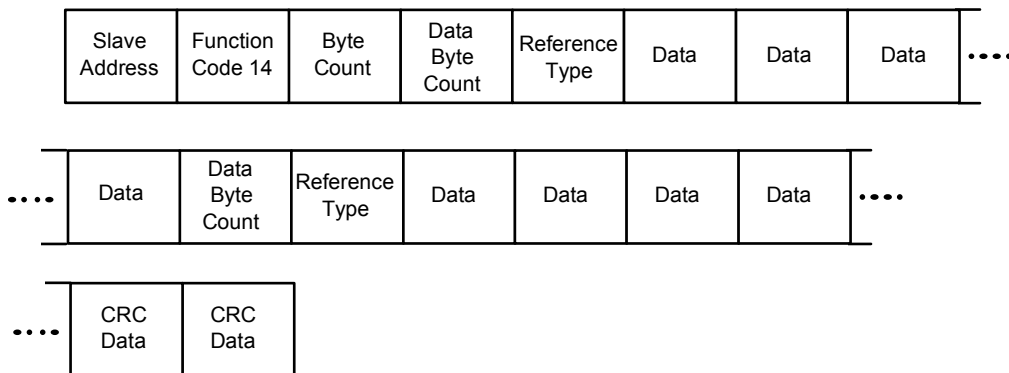 Slave
Address
Function
Code 14
Byte
Count
Data
Byte
Count
Reference
Type
Data
Data
Data
Data
Data
Byte
Count
Reference
Type
Data
Data
Data
Data
CRC
Data
CRC
Data